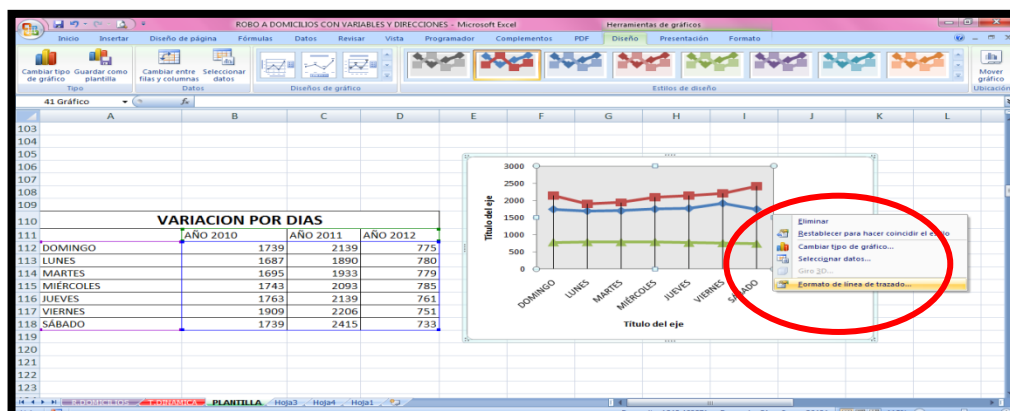 ROBO A DOMICILIOS CON VARIABLES Y DIRECCIONES - Microsoft Excel
Herramientas de gráficos
Inicio Insertar Diseño de página Fórmulas Datos Revisar Vista Programador Complementos PDF Diseño Presentación Formato
Cambiar tipo de gráfico
Guardar como plantilla
Cambiar entre filas y columnas
Seleccionar datos
Mover gráfico
Tipo Datos Diseños de gráfico Estilos de diseño Ubicación
41 Gráfico fx
A B C D E F G H I J K L
103
104
105
106
107
108
109
110 VARIACION POR DIAS
111 AÑO 2010 AÑO 2011 AÑO 2012
112 DOMINGO 1739 2139 775
113 LUNES 1687 1890 780
114 MARTES 1695 1933 779
115 MIÉRCOLES 1743 2093 785
116 JUEVES 1763 2139 761
117 VIERNES 1909 2206 751
118 SÁBADO 1739 2415 733
119
120
121
122
123
3000
2500
2000
1500
1000
500
0
Título del eje
DOMINGO LUNES MARTES MIÉRCOLES JUEVES VIERNES SÁBADO
Título del eje
Eliminar
Restablecer para hacer coincidir el estilo
Cambiar tipo de gráfico...
Seleccionar datos...
Giro 3D...
Formato de línea de trazado...
R.DOMICILIOS T.DINAMICA PLANTILLA Hoja3 Hoja4 Hoja1